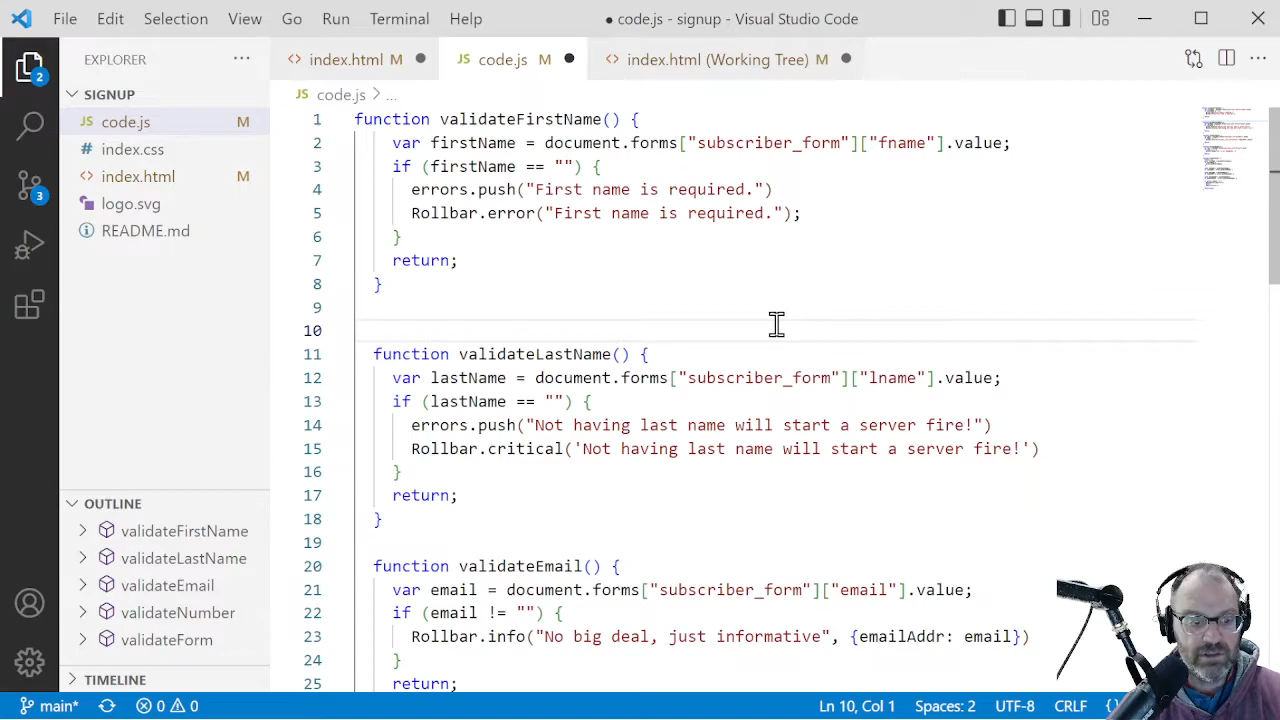 File Edit Selection View Go Run Terminal Help ● code.js - signup - Visual Studio Code
EXPLORER ...
<> index.html M ●
JS code.js M ●
<> index.html (Working Tree) M ●
2
3
SIGNUP
JS code.js M
# index.css
<> index.html M
logo.svg
README.md
JS code.js > ...
1 function validateFirstName() {
2 var firstName = document.forms["subscriber_form"]["fname"].value;
3 if (firstName == "") {
4 errors.push("First name is required.")
5 Rollbar.error("First name is required.");
6 }
7 return;
8 }
9
10
11 function validateLastName() {
12 var lastName = document.forms["subscriber_form"]["lname"].value;
13 if (lastName == "") {
14 errors.push("Not having last name will start a server fire!")
15 Rollbar.critical('Not having last name will start a server fire!')
16 }
17 return;
18 }
19
20 function validateEmail() {
21 var email = document.forms["subscriber_form"]["email"].value;
22 if (email != "") {
23 Rollbar.info("No big deal, just informative", {emailAddr: email})
24 }
25 return;
OUTLINE
validateFirstName
validateLastName
validateEmail
validateNumber
validateForm
TIMELINE
main* 0 0 Ln 10, Col 1 Spaces: 2 UTF-8 CRLF {}